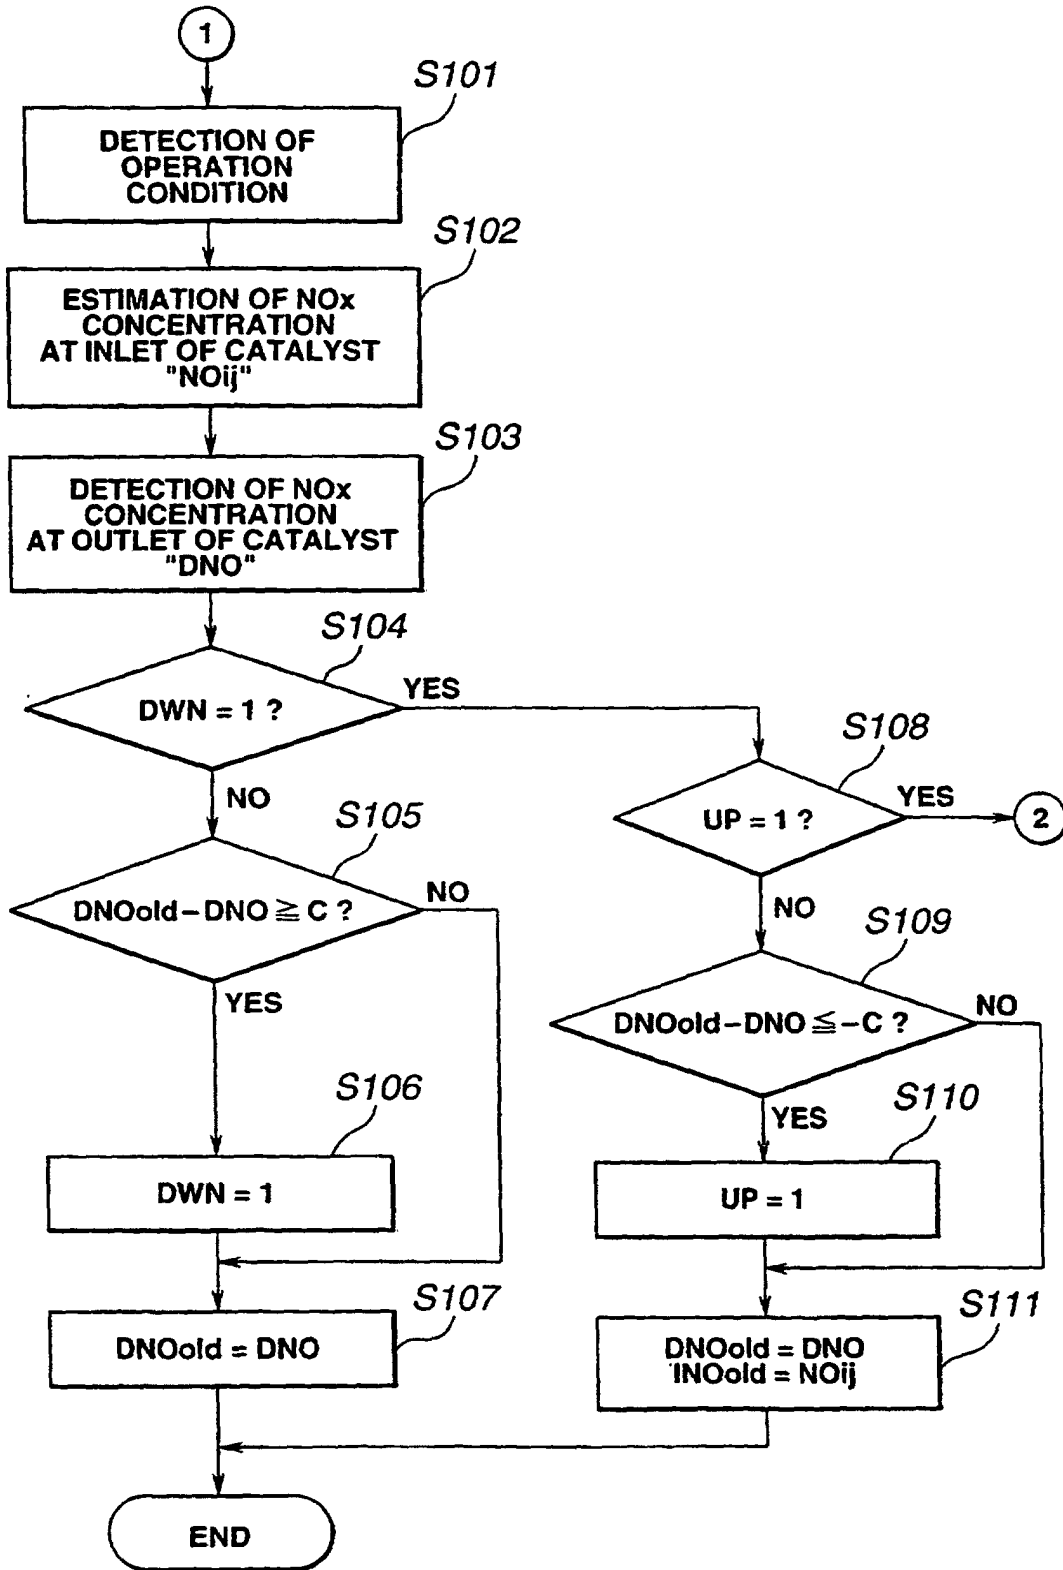 1
S101
DETECTION OF
OPERATION
CONDITION
S102
ESTIMATION OF NOx
CONCENTRATION
AT INLET OF CATALYST
"NOij"
S103
DETECTION OF NOx
CONCENTRATION
AT OUTLET OF CATALYST
"DNO"
S104
DWN = 1 ?
YES
NO
S108
UP = 1 ?
YES
2
NO
S105
DNOold – DNO ≧ C ?
NO
YES
S109
DNOold – DNO ≦ – C ?
NO
YES
S106
DWN = 1
S110
UP = 1
S107
DNOold = DNO
S111
DNOold = DNO
INOold = NOij
END